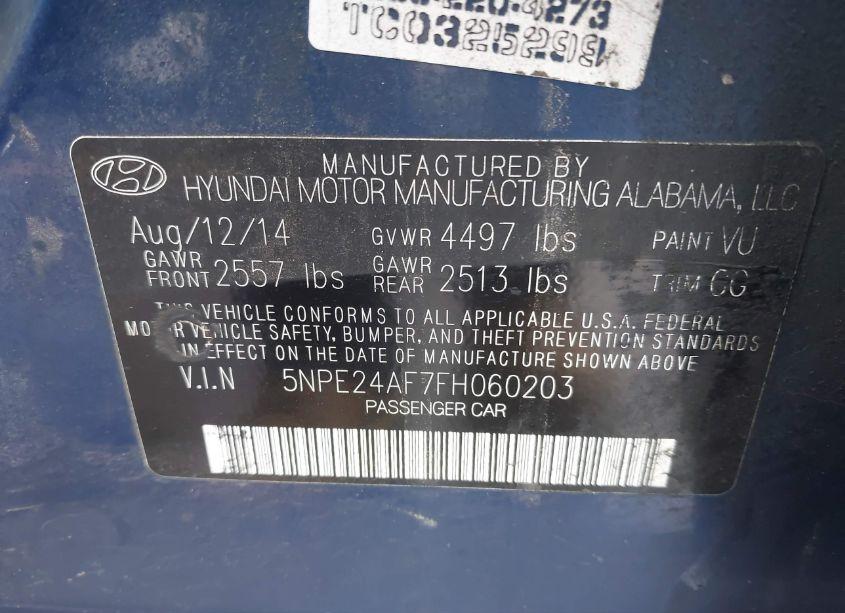 TC0325299W
MANUFACTURED BY
HYUNDAI MOTOR MANUFACTURING ALABAMA, LLC
Aug/12/14 GVWR 4497 lbs PAINT VU
GAWR FRONT 2557 lbs GAWR REAR 2513 lbs TRIM GG
THIS VEHICLE CONFORMS TO ALL APPLICABLE U.S.A. FEDERAL
MOTOR VEHICLE SAFETY, BUMPER, AND THEFT PREVENTION STANDARDS
IN EFFECT ON THE DATE OF MANUFACTURE SHOWN ABOVE
V.I.N 5NPE24AF7FH060203
PASSENGER CAR